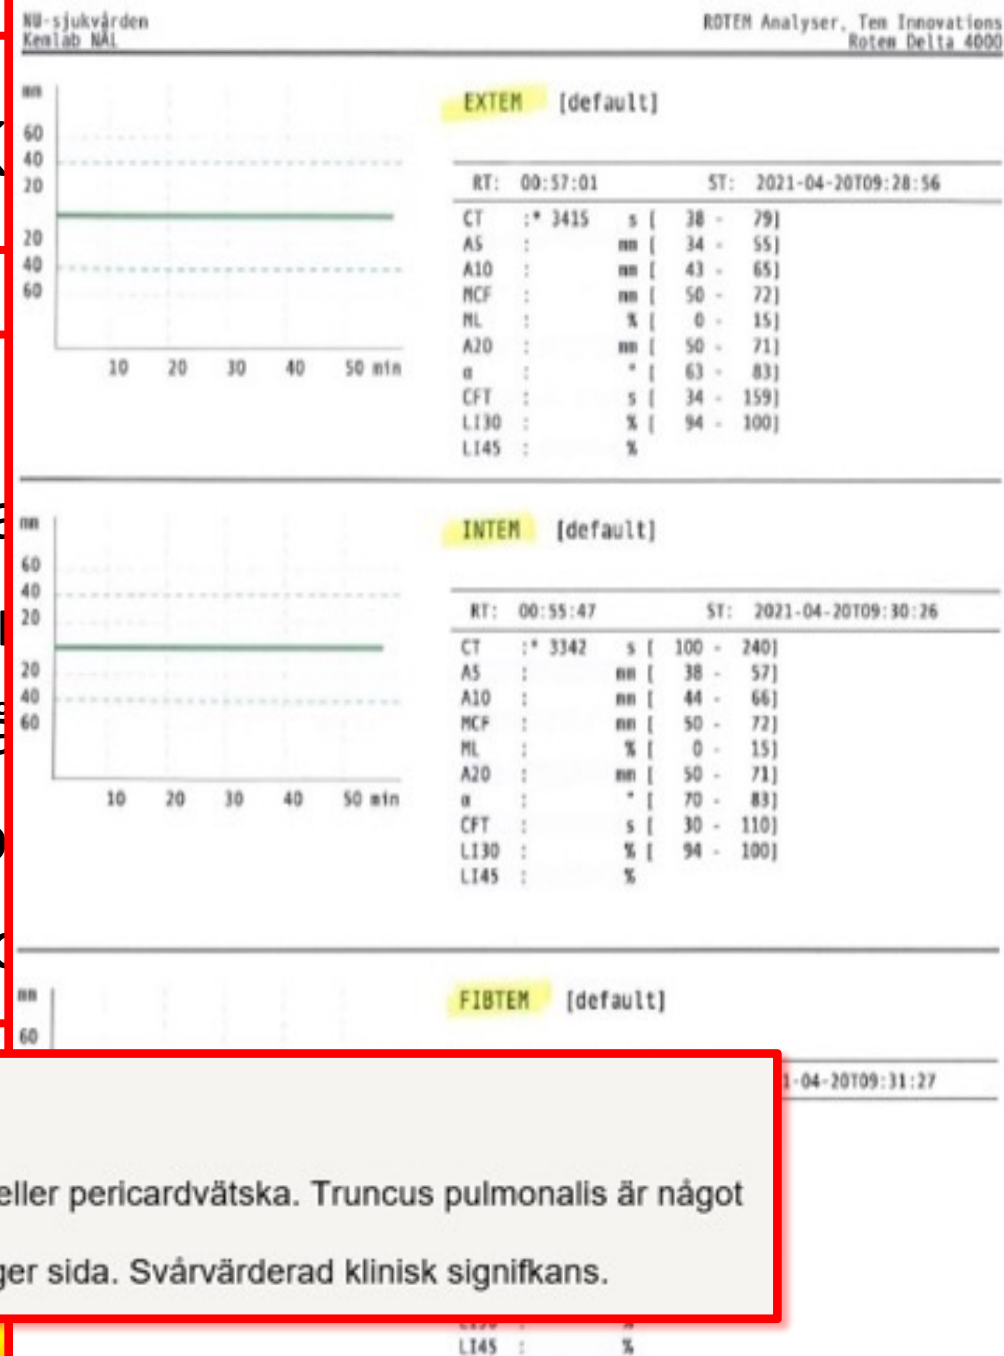 NU-sjukvården
Kemlab NÄL
ROTEM Analyser, Tem Innovations
Rotem Delta 4000
mm
60
40
20
20
40
60
10 20 30 40 50 min
EXTEM [default]
RT: 00:57:01 ST: 2021-04-20T09:28:56
CT :* 3415 s [ 38 - 79]
A5 : mm [ 34 - 55]
A10 : mm [ 43 - 65]
MCF : mm [ 50 - 72]
ML : % [ 0 - 15]
A20 : mm [ 50 - 71]
α : ° [ 63 - 83]
CFT : s [ 34 - 159]
LI30 : % [ 94 - 100]
LI45 : %
mm
60
40
20
20
40
60
10 20 30 40 50 min
INTEM [default]
RT: 00:55:47 ST: 2021-04-20T09:30:26
CT :* 3342 s [ 100 - 240]
A5 : mm [ 38 - 57]
A10 : mm [ 44 - 66]
MCF : mm [ 50 - 72]
ML : % [ 0 - 15]
A20 : mm [ 50 - 71]
α : ° [ 70 - 83]
CFT : s [ 30 - 110]
LI30 : % [ 94 - 100]
LI45 : %
mm
60
FIBTEM [default]
1-04-20T09:31:27
eller pericardvätska. Truncus pulmonalis är något
ger sida. Svårvärderad klinisk signifkans.
LI45 : %